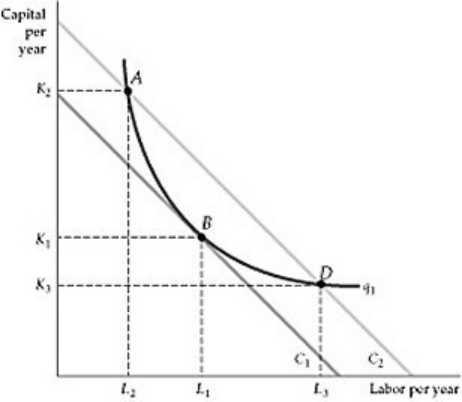 Capital
per
year
K₂
A
K₁
B
K₃
D
q₁
C₁
C₂
L₂
L₁
L₃
Labor per year